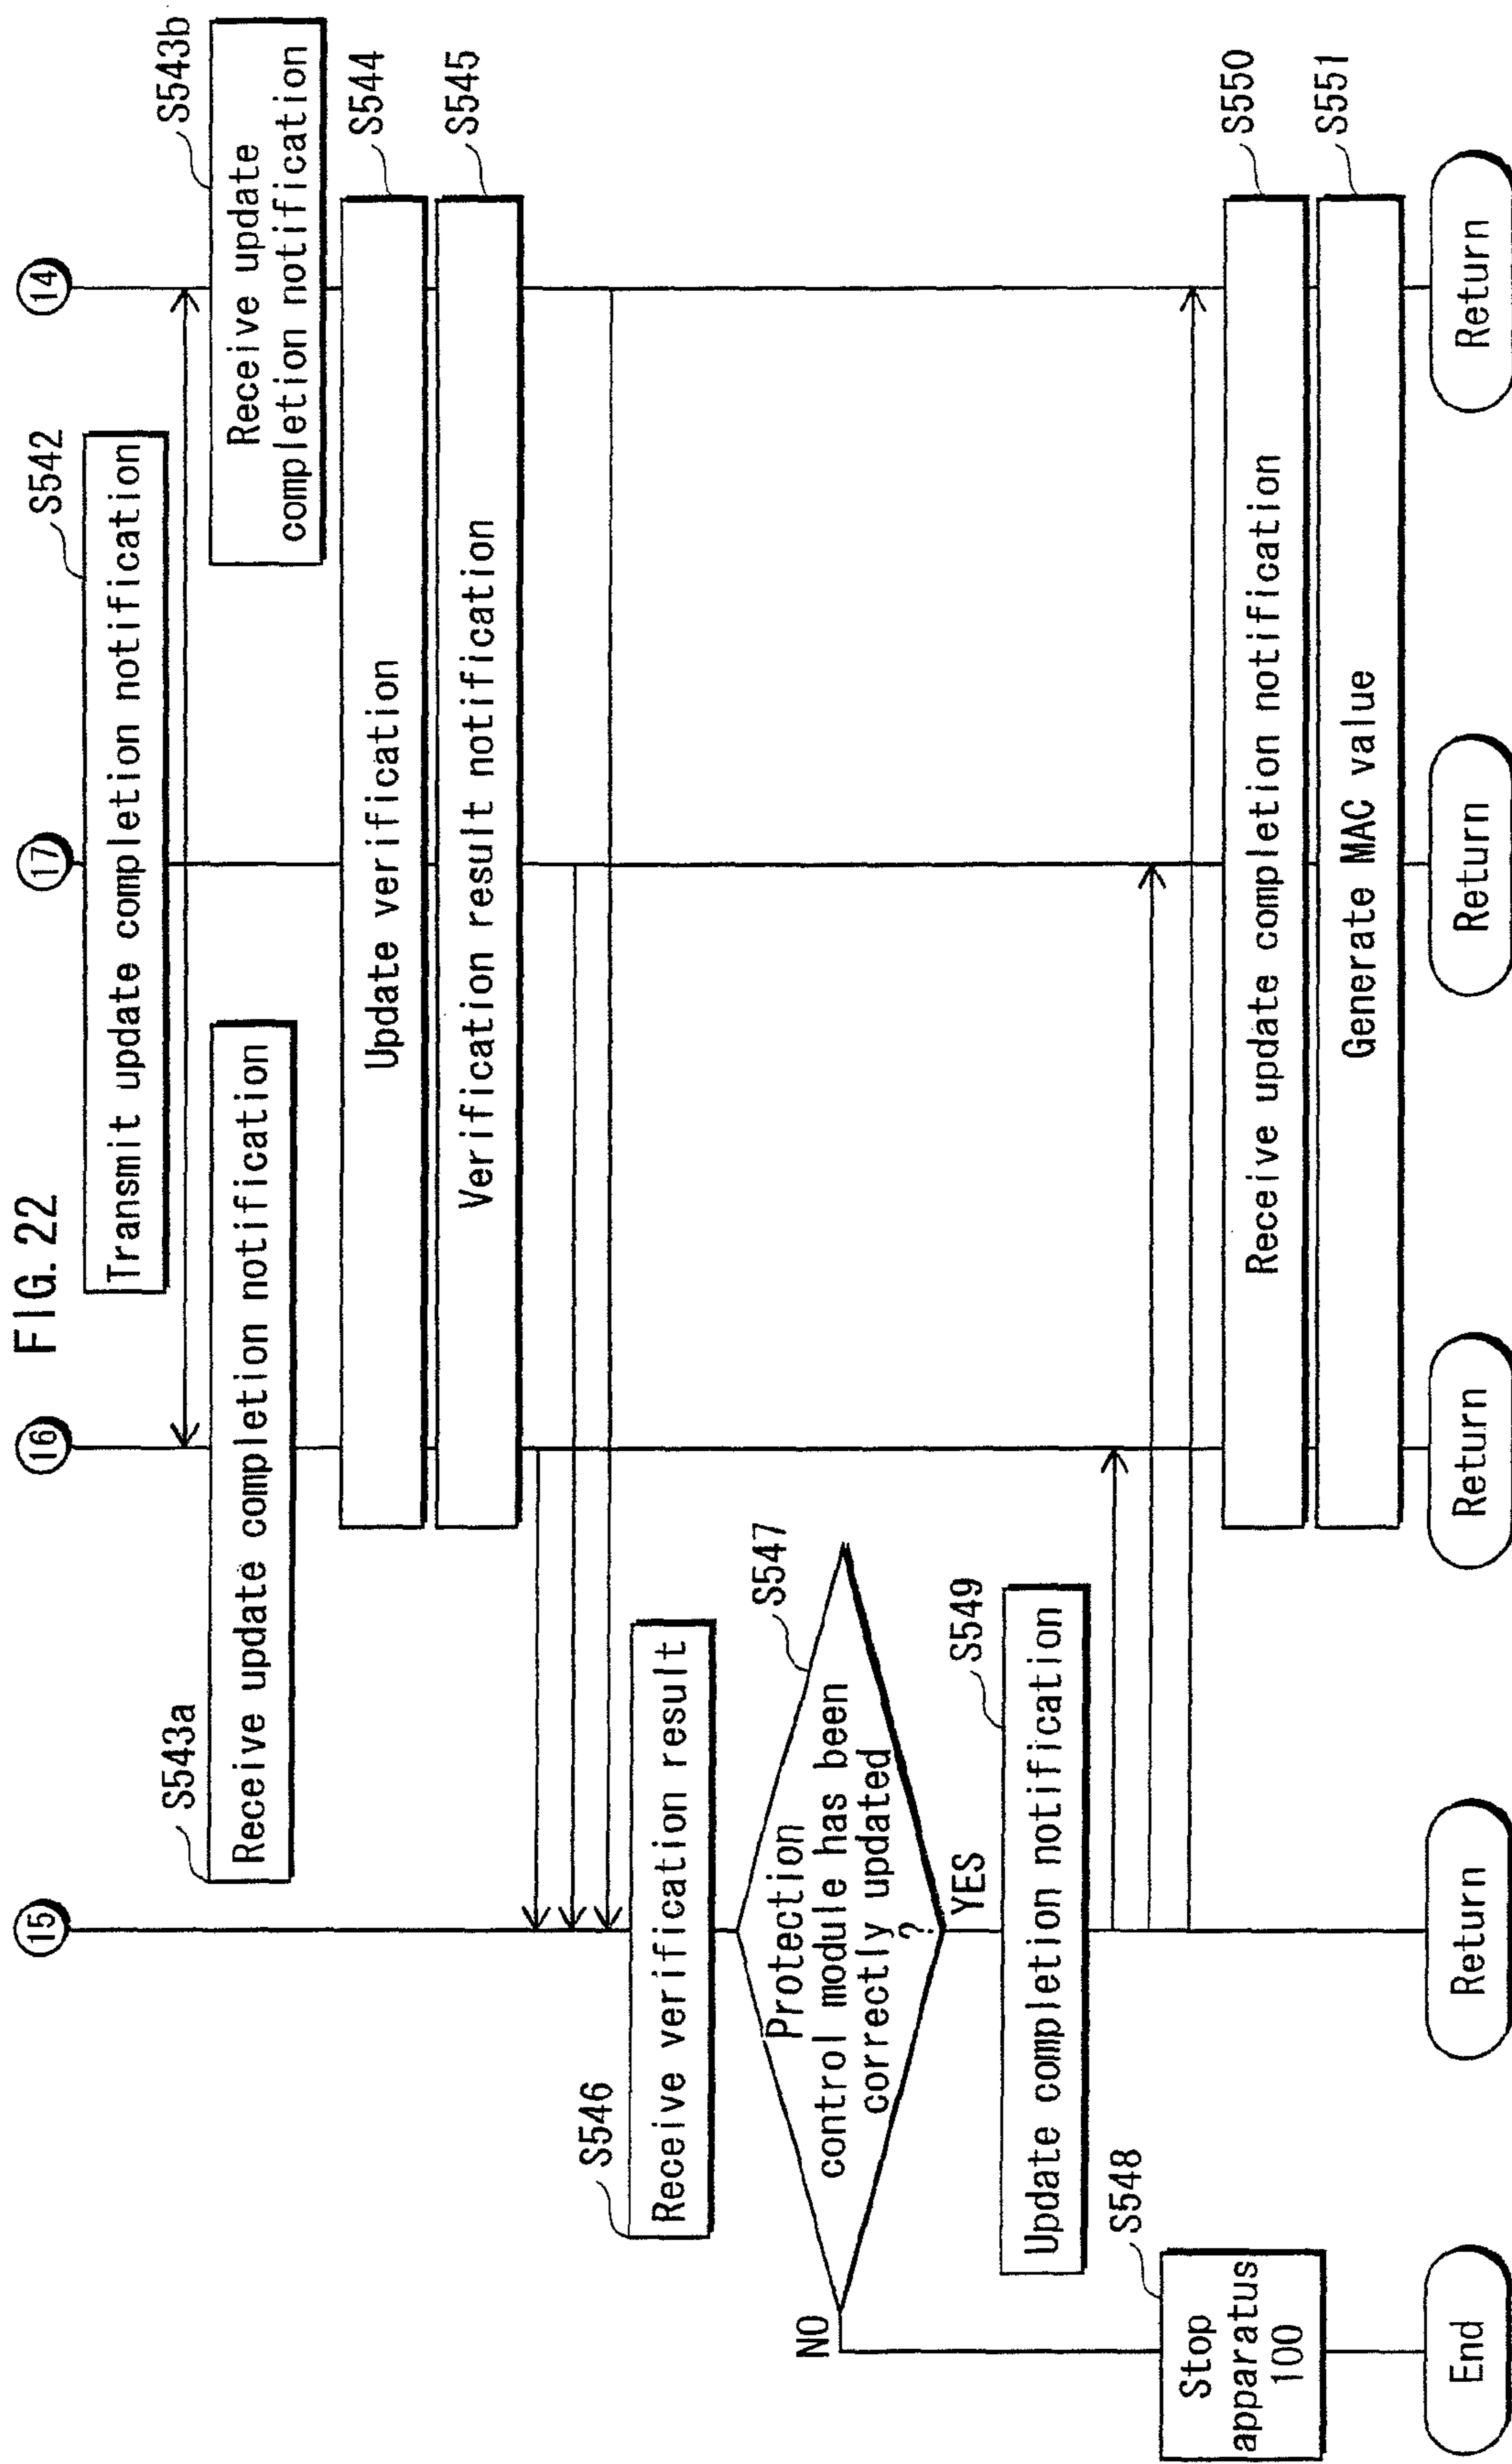 FIG. 22
15
16
17
14
Transmit update completion notification
S542
S543a
Receive update completion notification
S543b
Receive update
completion notification
Update verification
S544
Verification result notification
S545
S546
Receive verification result
S547
Protection
control module has been
correctly updated
?
NO
YES
S549
Update completion notification
S548
Stop
apparatus
100
Receive update completion notification
S550
Generate MAC value
S551
End
Return
Return
Return
Return